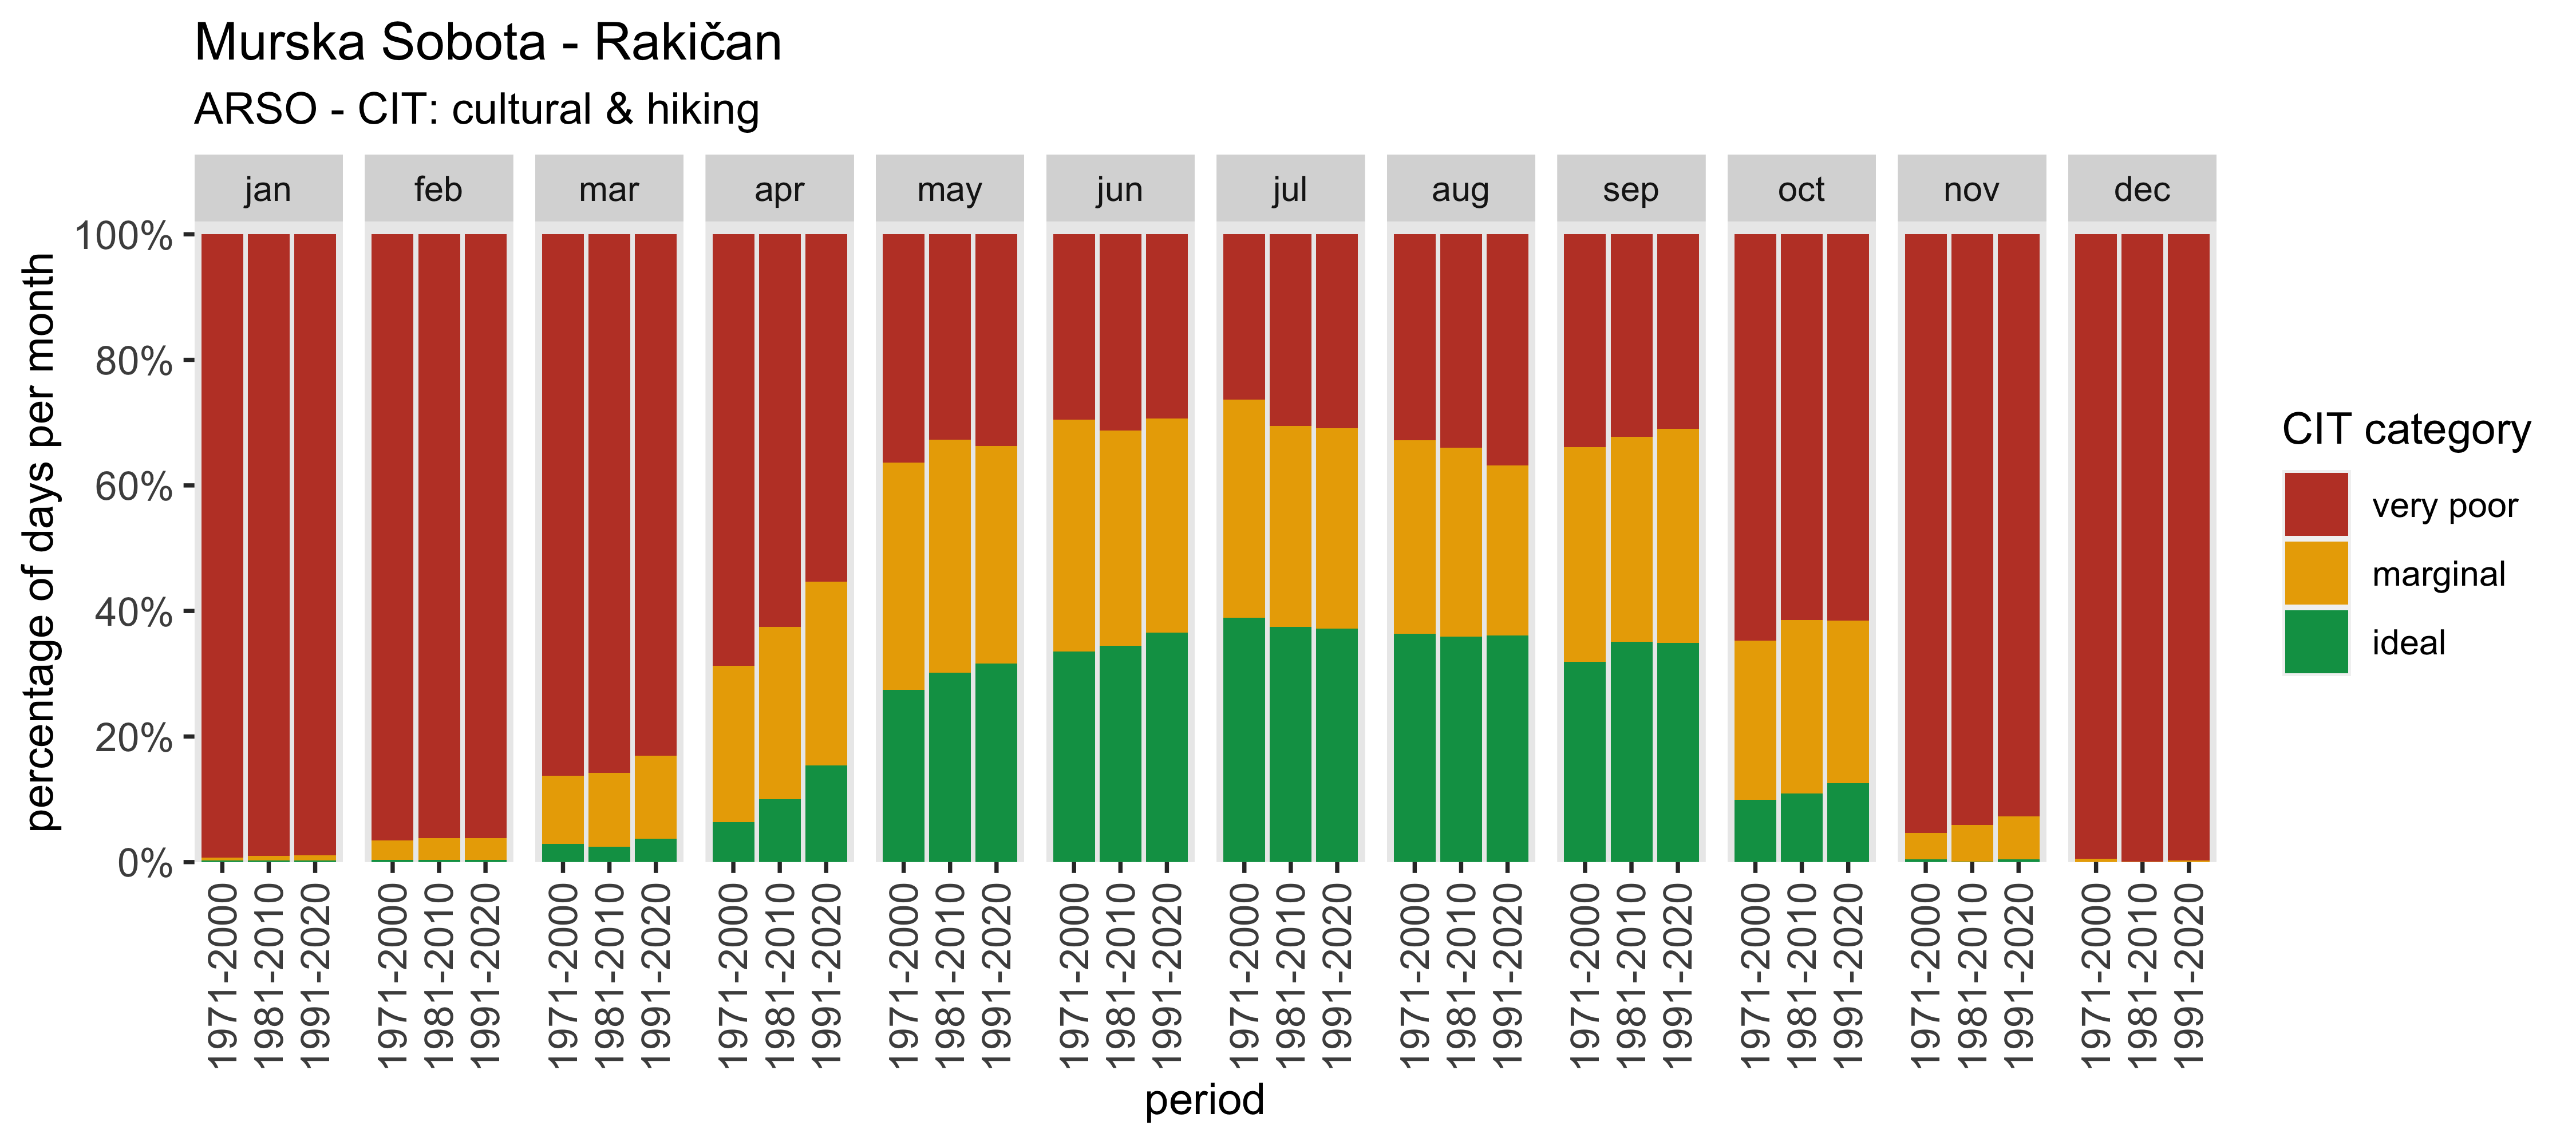 Murska Sobota - Rakičan
ARSO - CIT: cultural & hiking
jan feb mar apr may jun jul aug sep oct nov dec
100%
80%
60%
40%
20%
0%
percentage of days per month
1971-2000 1981-2010 1991-2020 1971-2000 1981-2010 1991-2020 1971-2000 1981-2010 1991-2020 1971-2000 1981-2010 1991-2020 1971-2000 1981-2010 1991-2020 1971-2000 1981-2010 1991-2020 1971-2000 1981-2010 1991-2020 1971-2000 1981-2010 1991-2020 1971-2000 1981-2010 1991-2020 1971-2000 1981-2010 1991-2020 1971-2000 1981-2010 1991-2020 1971-2000 1981-2010 1991-2020
period
CIT category
very poor
marginal
ideal